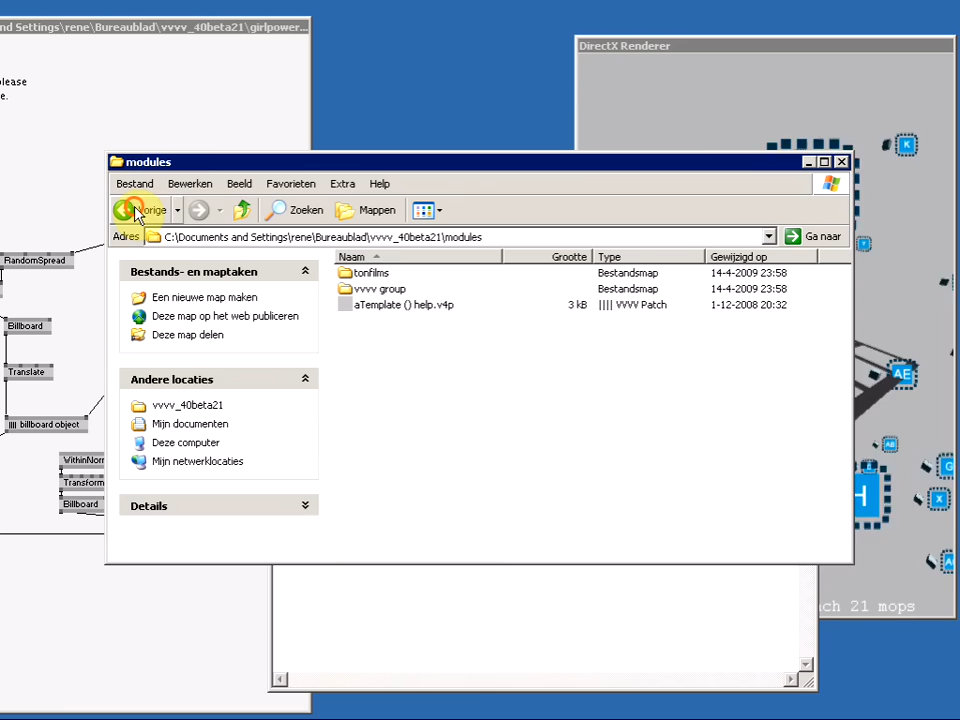 nd Settings\rene\Bureaublad\vvvv_40beta21\girlpower...
please
e.
RandomSpread
Billboard
Translate
|||| billboard object
WithinNorm
Transform
Billboard
DirectX Renderer
K
T
AE
AB
E
G
H
X
ach 21 mops
modules
Bestand Bewerken Beeld Favorieten Extra Help
Vorige Zoeken Mappen
Adres C:\Documents and Settings\rene\Bureaublad\vvvv_40beta21\modules Ga naar
Naam Grootte Type Gewijzigd op
tonfilms Bestandsmap 14-4-2009 23:58
vvvv group Bestandsmap 14-4-2009 23:58
aTemplate () help.v4p 3 kB |||| VVVV Patch 1-12-2008 20:32
Bestands- en maptaken
Een nieuwe map maken
Deze map op het web publiceren
Deze map delen
Andere locaties
vvvv_40beta21
Mijn documenten
Deze computer
Mijn netwerklocaties
Details